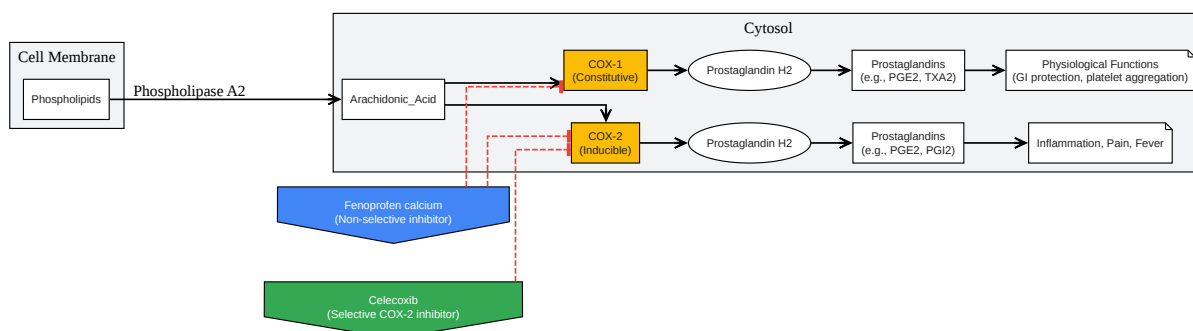 Cytosol
Cell Membrane
Phospholipids
Phospholipase A2
Arachidonic_Acid
COX-1
(Constitutive)
Prostaglandin H2
Prostaglandins
(e.g., PGE2, TXA2)
Physiological Functions
(GI protection, platelet aggregation)
COX-2
(Inducible)
Prostaglandin H2
Prostaglandins
(e.g., PGE2, PGI2)
Inflammation, Pain, Fever
Fenoprofen calcium
(Non-selective inhibitor)
Celecoxib
(Selective COX-2 inhibitor)